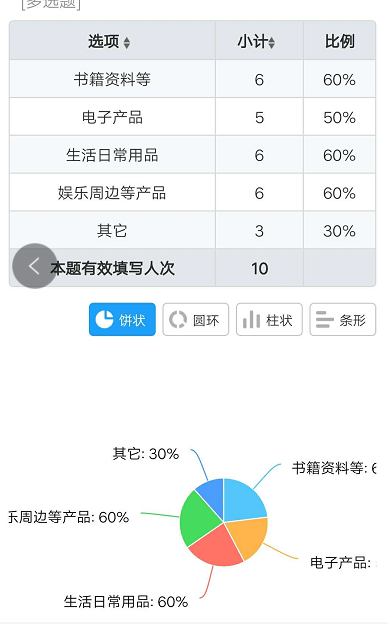 [多选题]
选项 小计 比例
书籍资料等 6 60%
电子产品 5 50%
生活日常用品 6 60%
娱乐周边等产品 6 60%
其它 3 30%
本题有效填写人次 10
饼状 圆环 柱状 条形
其它: 30%
书籍资料等: 6
乐周边等产品: 60%
电子产品:
生活日常用品: 60%